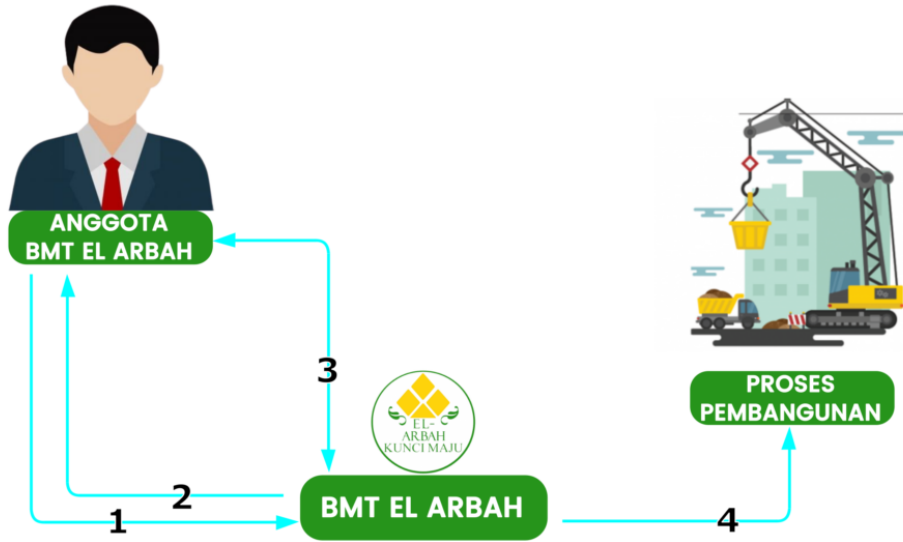 ANGGOTA
BMT EL ARBAH
3
EL-
ARBAH
KUNCI MAJU
PROSES
PEMBANGUNAN
2
1
BMT EL ARBAH
4